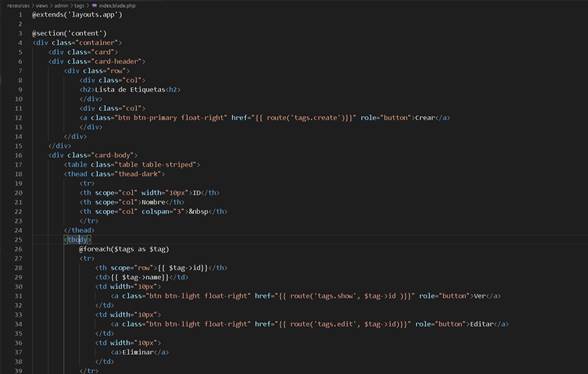 resources > views > admin > tags > index.blade.php
1 @extends('layouts.app')
2
3 @section('content')
4 <div class="container">
5 <div class="card">
6 <div class="card-header">
7 <div class="row">
8 <div class="col">
9 <h2>Lista de Etiquetas<h2>
10 </div>
11 <div class="col">
12 <a class="btn btn-primary float-right" href="{{ route('tags.create')}}" role="button">Crear</a>
13 </div>
14 </div>
15 </div>
16 <div class="card-body">
17 <table class="table table-striped">
18 <thead class="thead-dark">
19 <tr>
20 <th scope="col" width="10px">ID</th>
21 <th scope="col">Nombre</th>
22 <th scope="col" colspan="3">&nbsp</th>
23 </tr>
24 </thead>
25 <tbody>
26 @foreach($tags as $tag)
27 <tr>
28 <th scope="row">{{ $tag->id}}</th>
29 <td>{{ $tag->name}}</td>
30 <td width="10px">
31 <a class="btn btn-light float-right" href="{{ route('tags.show', $tag->id )}}" role="button">Ver</a>
32 </td>
33 <td width="10px">
34 <a class="btn btn-light float-right" href="{{ route('tags.edit', $tag->id)}}" role="button">Editar</a>
35 </td>
36 <td width="10px">
37 <a>Eliminar</a>
38 </td>
39 </tr>